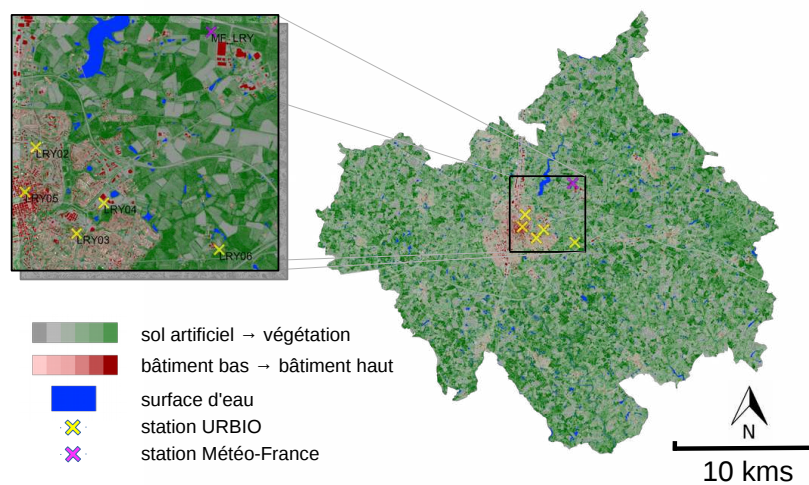 MF_LRY
LRY02
LRY05
LRY04
LRY03
LRY06
sol artificiel → végétation
bâtiment bas → bâtiment haut
surface d'eau
station URBIO
station Météo-France
N
10 kms